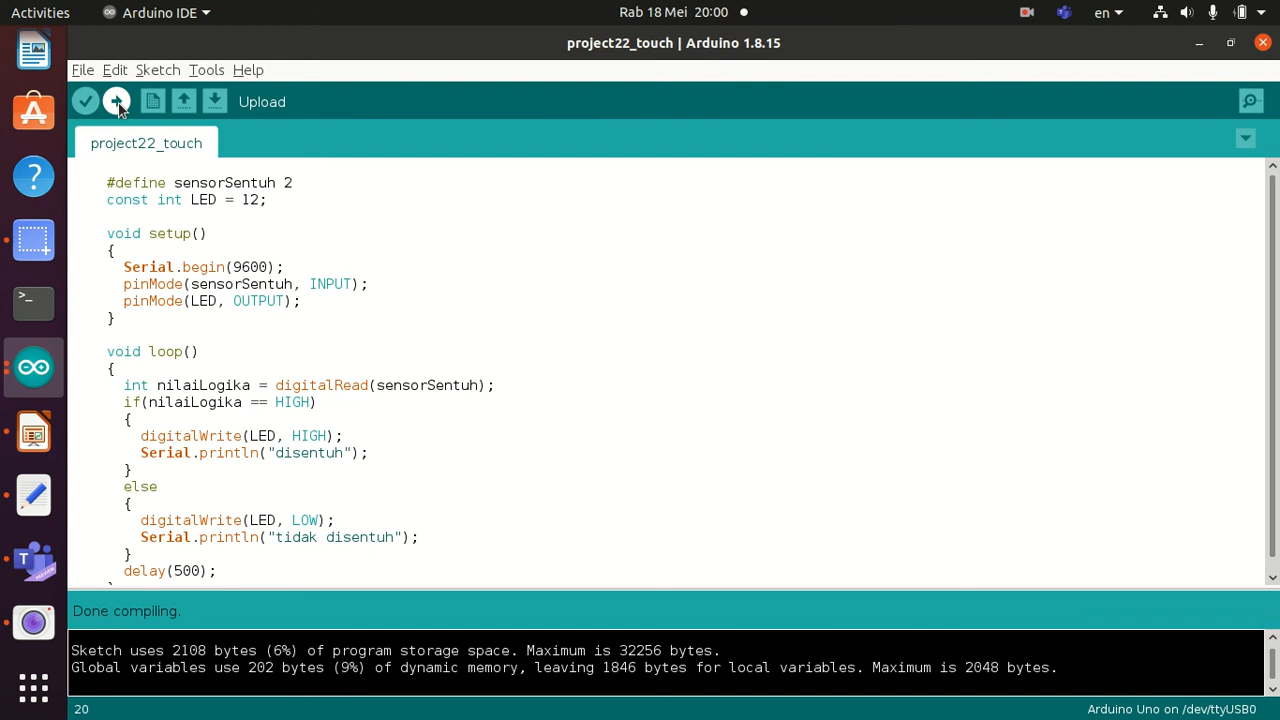 Activities
Arduino IDE
Rab 18 Mei 20:00
en
project22_touch | Arduino 1.8.15
File Edit Sketch Tools Help
Upload
project22_touch
#define sensorSentuh 2
const int LED = 12;
void setup()
{
Serial.begin(9600);
pinMode(sensorSentuh, INPUT);
pinMode(LED, OUTPUT);
}
void loop()
{
int nilaiLogika = digitalRead(sensorSentuh);
if(nilaiLogika == HIGH)
{
digitalWrite(LED, HIGH);
Serial.println("disentuh");
}
else
{
digitalWrite(LED, LOW);
Serial.println("tidak disentuh");
}
delay(500);
Done compiling.
Sketch uses 2108 bytes (6%) of program storage space. Maximum is 32256 bytes.
Global variables use 202 bytes (9%) of dynamic memory, leaving 1846 bytes for local variables. Maximum is 2048 bytes.
20
Arduino Uno on /dev/ttyUSB0